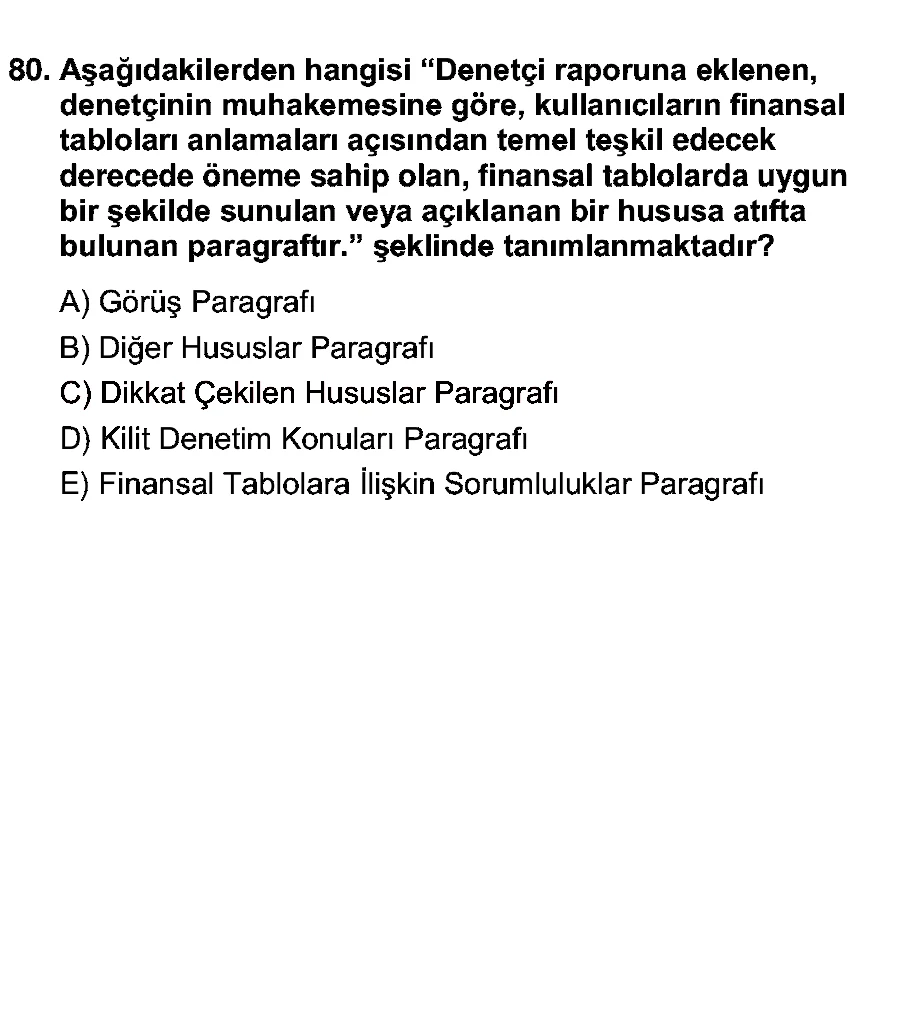 80. Aşağıdakilerden hangisi “Denetçi raporuna eklenen,
denetçinin muhakemesine göre, kullanıcıların finansal
tabloları anlamaları açısından temel teşkil edecek
derecede öneme sahip olan, finansal tablolarda uygun
bir şekilde sunulan veya açıklanan bir hususa atıfta
bulunan paragraftır.” şeklinde tanımlanmaktadır?
A) Görüş Paragrafı
B) Diğer Hususlar Paragrafı
C) Dikkat Çekilen Hususlar Paragrafı
D) Kilit Denetim Konuları Paragrafı
E) Finansal Tablolara İlişkin Sorumluluklar Paragrafı